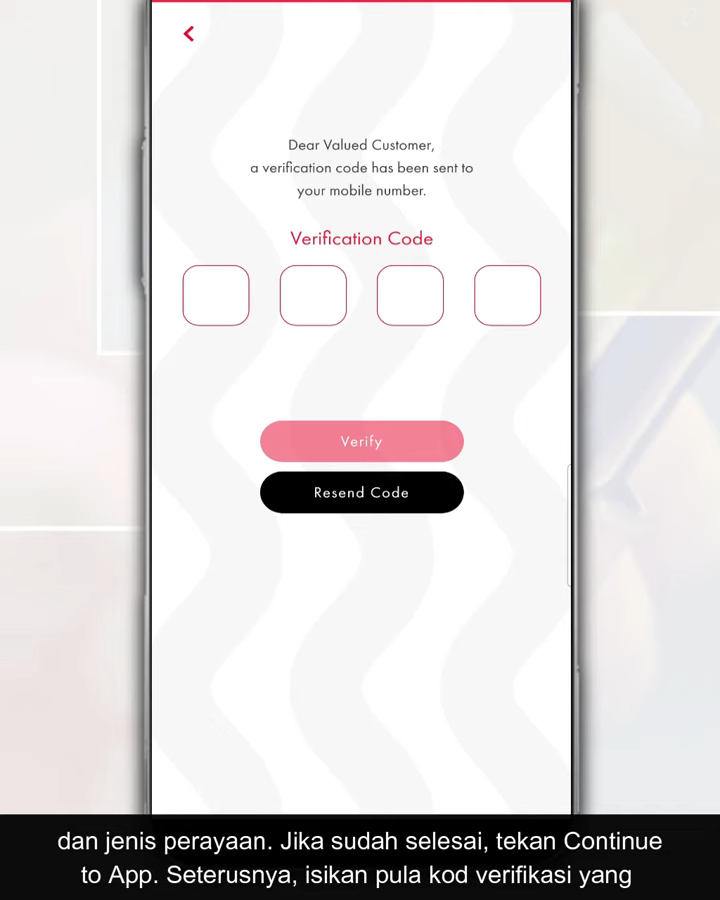 Dear Valued Customer,
a verification code has been sent to
your mobile number.
Verification Code
Verify
Resend Code
dan jenis perayaan. Jika sudah selesai, tekan Continue
to App. Seterusnya, isikan pula kod verifikasi yang